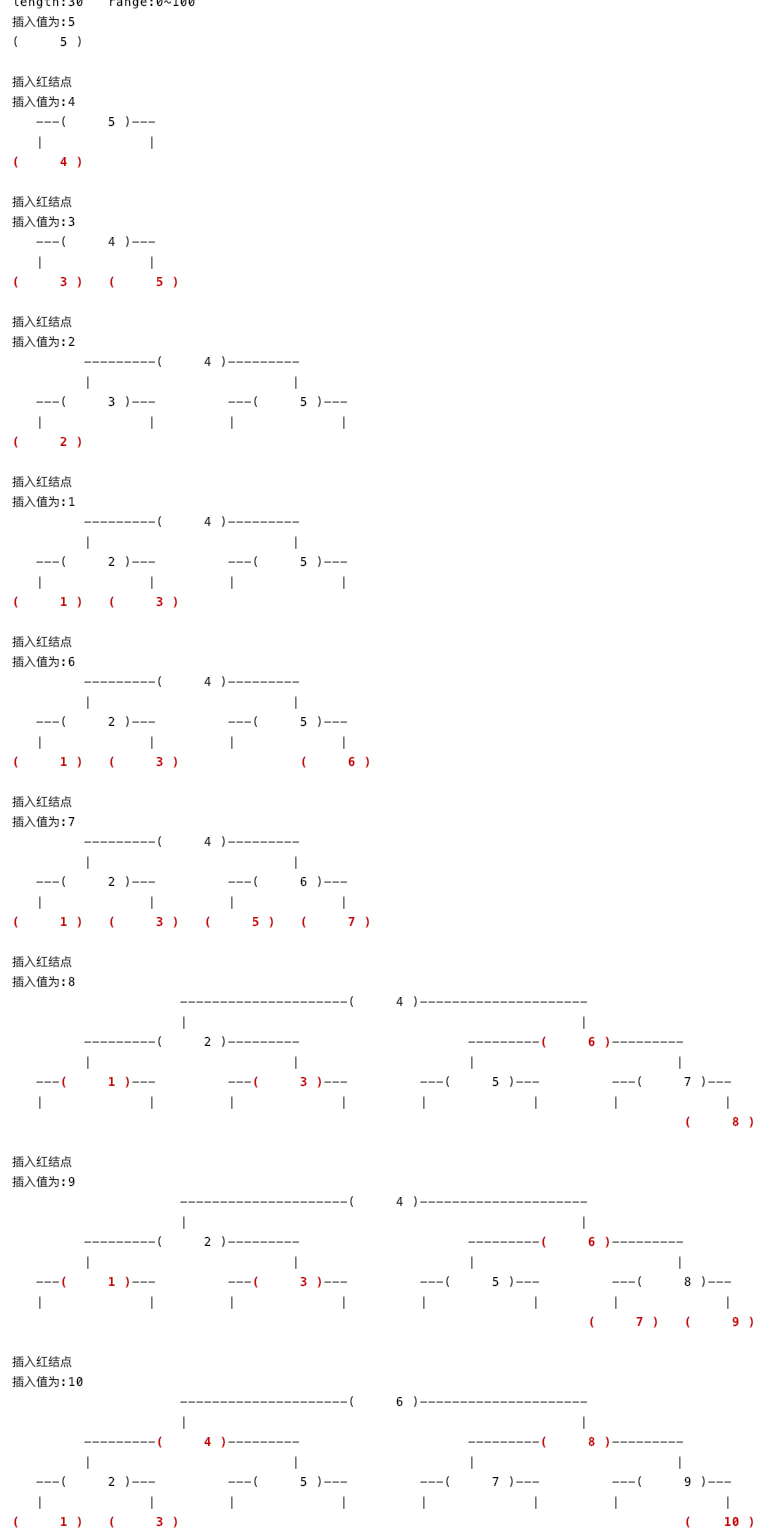 length:30   range:0~100
插入值为:5
(     5 )
插入红结点
插入值为:4
   ---(     5 )---
   |             |
(     4 )
插入红结点
插入值为:3
   ---(     4 )---
   |             |
(     3 )   (     5 )
插入红结点
插入值为:2
         ---------(     4 )---------
         |                         |
   ---(     3 )---         ---(     5 )---
   |             |         |             |
(     2 )
插入红结点
插入值为:1
         ---------(     4 )---------
         |                         |
   ---(     2 )---         ---(     5 )---
   |             |         |             |
(     1 )   (     3 )
插入红结点
插入值为:6
         ---------(     4 )---------
         |                         |
   ---(     2 )---         ---(     5 )---
   |             |         |             |
(     1 )   (     3 )               (     6 )
插入红结点
插入值为:7
         ---------(     4 )---------
         |                         |
   ---(     2 )---         ---(     6 )---
   |             |         |             |
(     1 )   (     3 )   (     5 )   (     7 )
插入红结点
插入值为:8
                     ---------------------(     4 )---------------------
                     |                                                 |
         ---------(     2 )---------                     ---------(     6 )---------
         |                         |                     |                         |
   ---(     1 )---         ---(     3 )---         ---(     5 )---         ---(     7 )---
   |             |         |             |         |             |         |             |
                                                                                    (     8 )
插入红结点
插入值为:9
                     ---------------------(     4 )---------------------
                     |                                                 |
         ---------(     2 )---------                     ---------(     6 )---------
         |                         |                     |                         |
   ---(     1 )---         ---(     3 )---         ---(     5 )---         ---(     8 )---
   |             |         |             |         |             |         |             |
                                                                        (     7 )   (     9 )
插入红结点
插入值为:10
                     ---------------------(     6 )---------------------
                     |                                                 |
         ---------(     4 )---------                     ---------(     8 )---------
         |                         |                     |                         |
   ---(     2 )---         ---(     5 )---         ---(     7 )---         ---(     9 )---
   |             |         |             |         |             |         |             |
(     1 )   (     3 )                                                               (    10 )